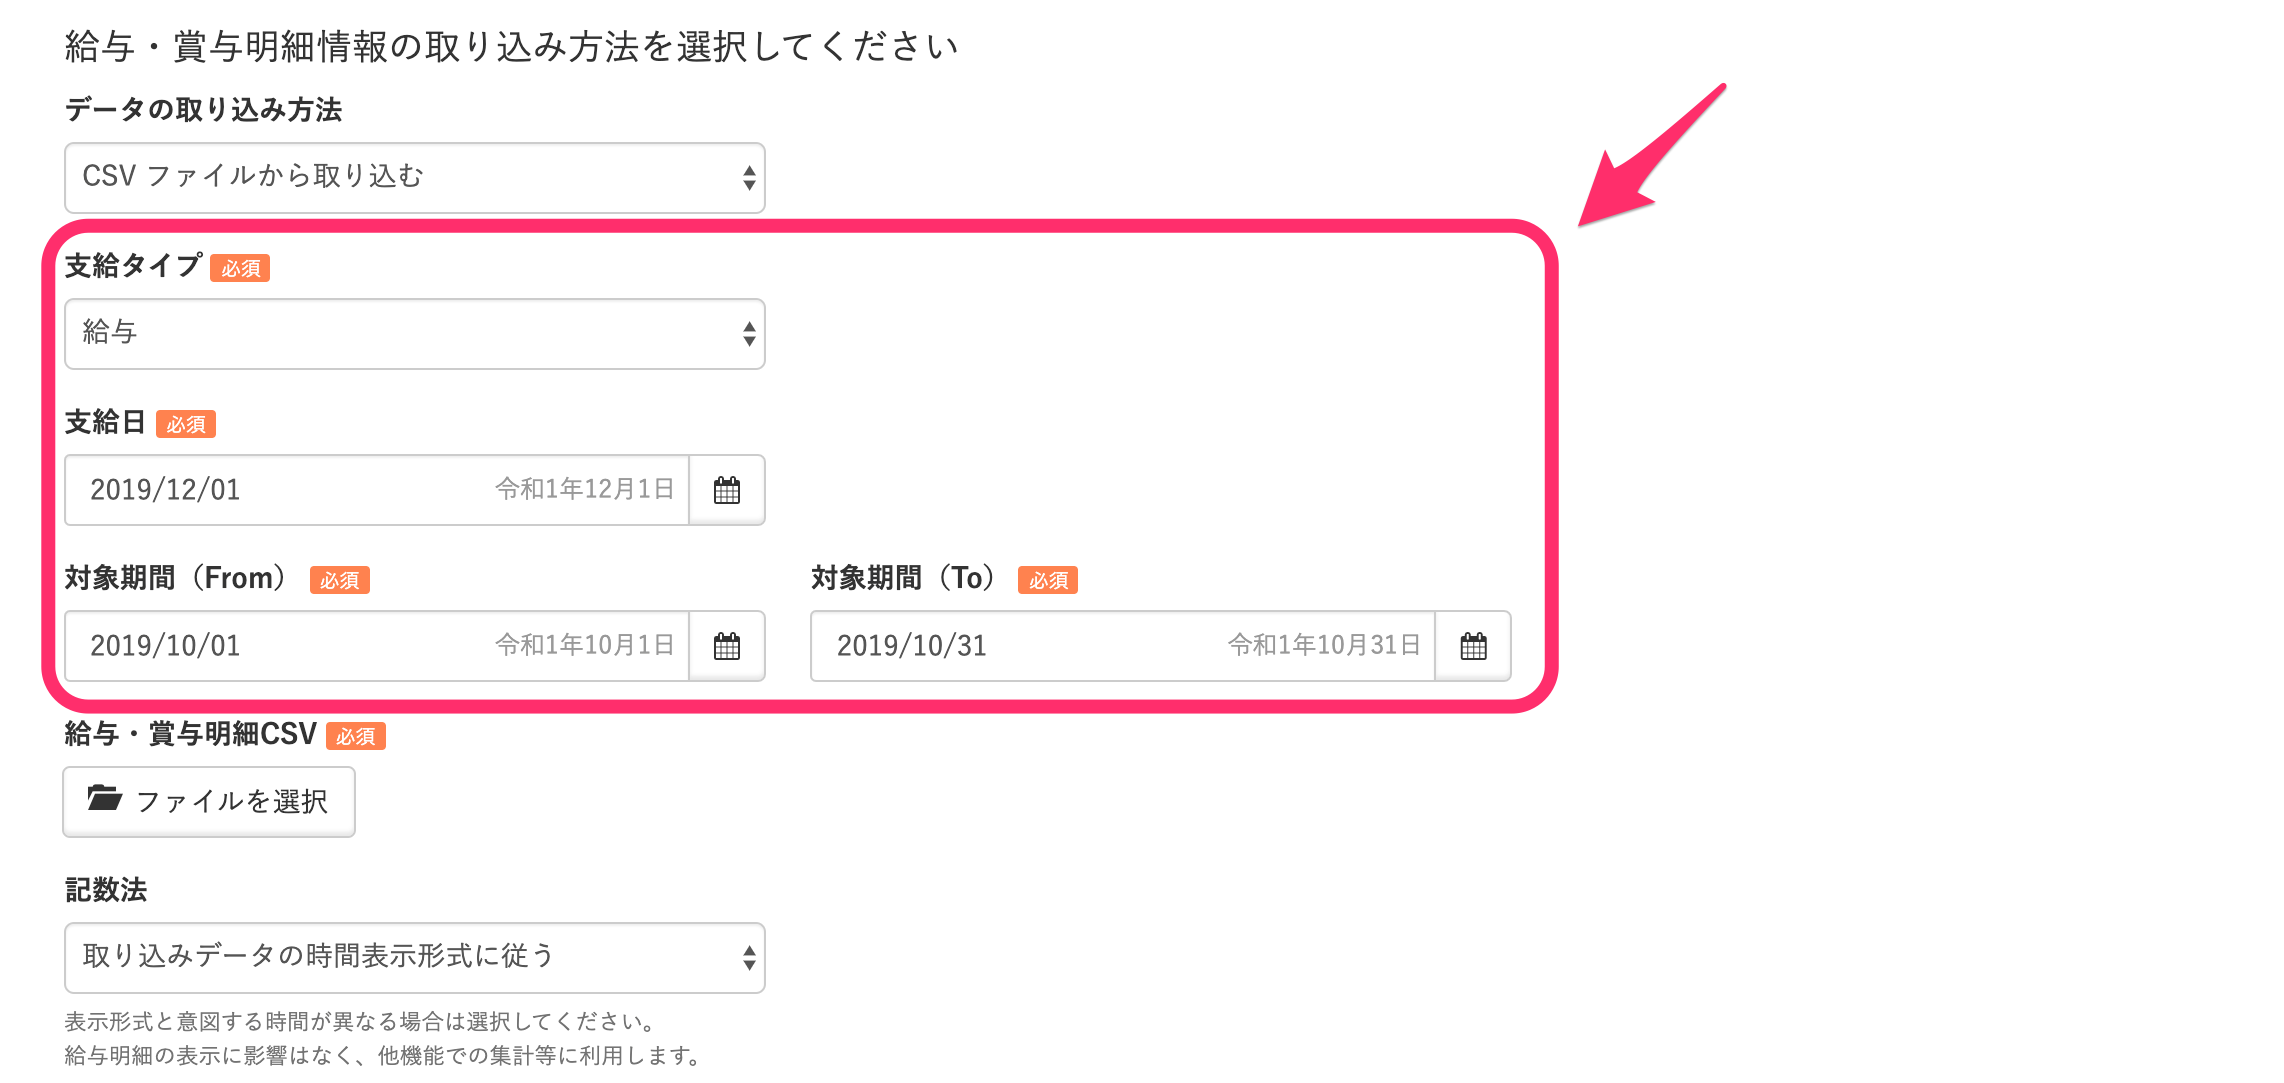 給与・賞与明細情報の取り込み方法を選択してください
データの取り込み方法
CSV ファイルから取り込む
支給タイプ 必須
給与
支給日 必須
2019/12/01 令和1年12月1日
対象期間（From） 必須 対象期間（To） 必須
2019/10/01 令和1年10月1日 2019/10/31 令和1年10月31日
給与・賞与明細CSV 必須
ファイルを選択
記数法
取り込みデータの時間表示形式に従う
表示形式と意図する時間が異なる場合は選択してください。
給与明細の表示に影響はなく、他機能での集計等に利用します。